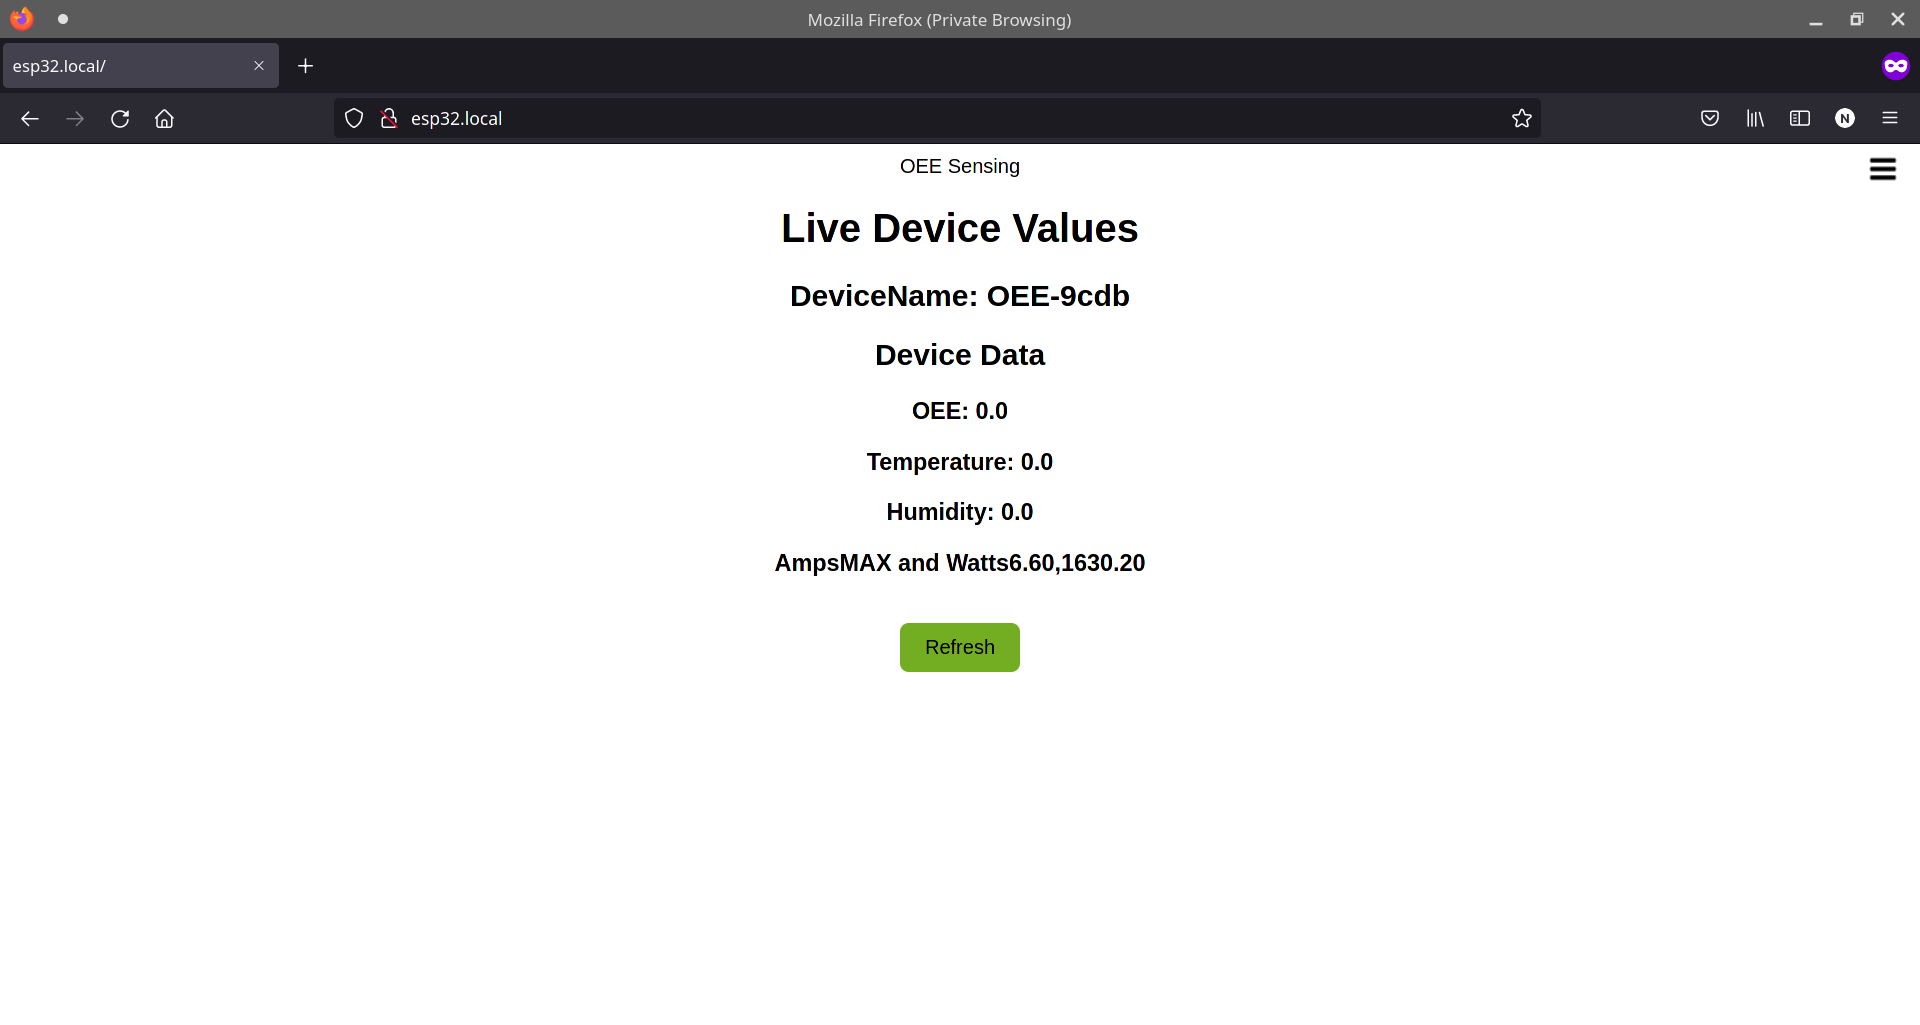 Mozilla Firefox (Private Browsing)
esp32.local/
esp32.local
N
OEE Sensing
Live Device Values
DeviceName: OEE-9cdb
Device Data
OEE: 0.0
Temperature: 0.0
Humidity: 0.0
AmpsMAX and Watts6.60,1630.20
Refresh